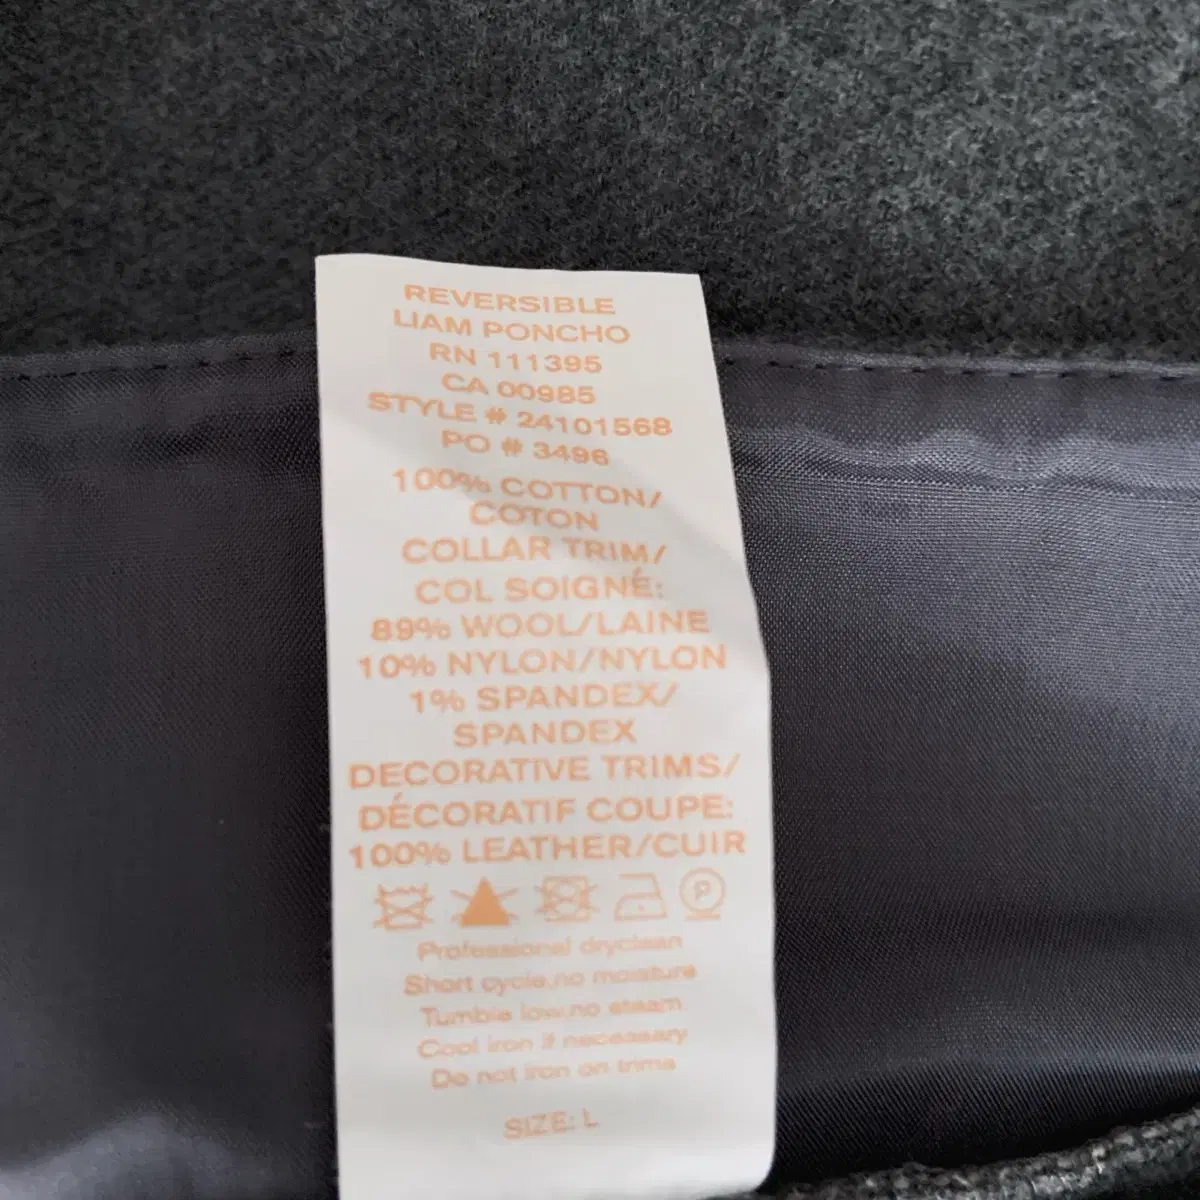 REVERSIBLE
LIAM PONCHO
RN 111395
CA 00985
STYLE # 24101568
PO # 3496
100% COTTON/
COTON
COLLAR TRIM/
COL SOIGNÉ:
89% WOOL/LAINE
10% NYLON/NYLON
1% SPANDEX/
SPANDEX
DECORATIVE TRIMS/
DÉCORATIF COUPE:
100% LEATHER/CUIR
P
Professional dryclean
Short cycle,no moisture
Tumble low,no steam
Cool iron if necessary
Do not iron on trims
SIZE: L